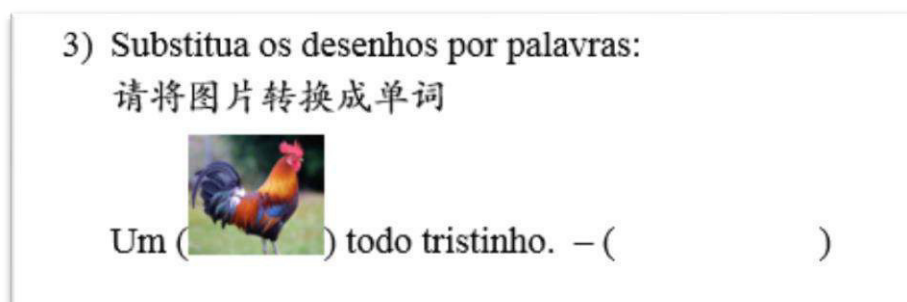 3) Substitua os desenhos por palavras:
请将图片转换成单词
Um ( ) todo tristinho. – ( )